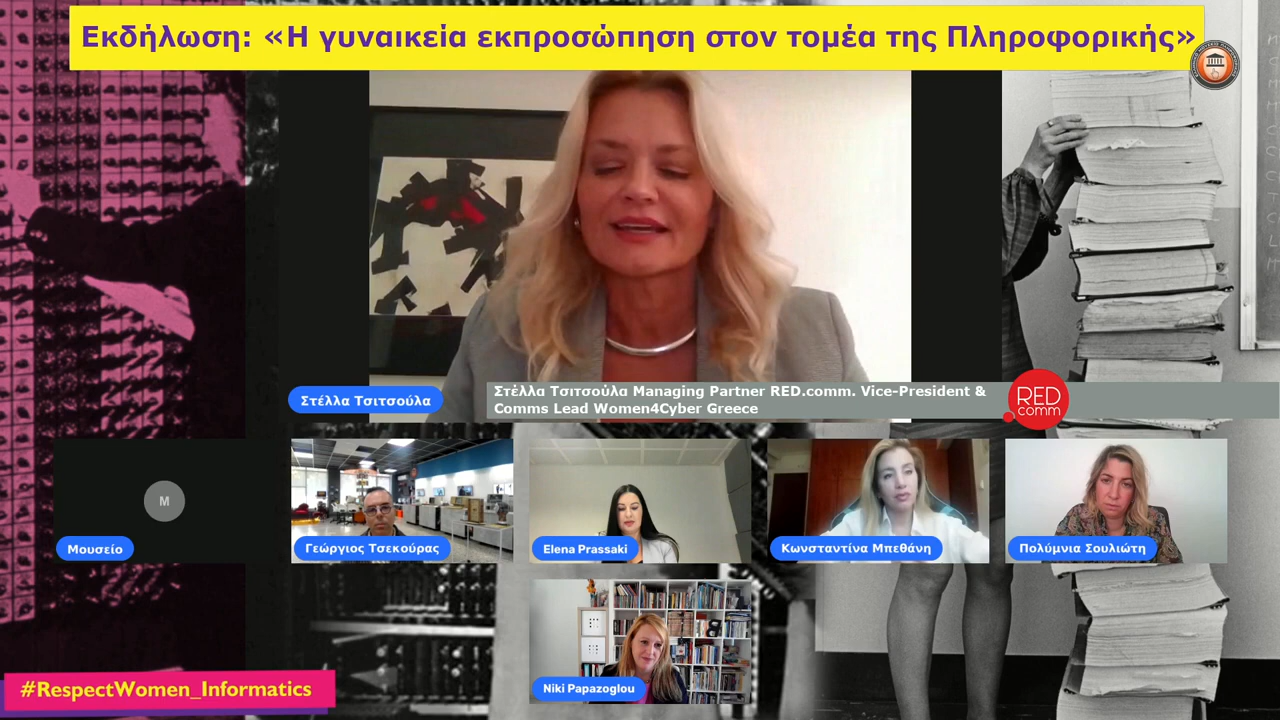 Εκδήλωση: «Η γυναικεία εκπροσώπηση στον τομέα της Πληροφορικής»
Στέλλα Τσιτσούλα
Στέλλα Τσιτσούλα Managing Partner RED.comm. Vice-President &
Comms Lead Women4Cyber Greece
RED
comm
M
Μουσείο
Γεώργιος Τσεκούρας
Elena Prassaki
Κωνσταντίνα Μπεθάνη
Πολύμνια Σουλιώτη
Niki Papazoglou
#RespectWomen_Informatics